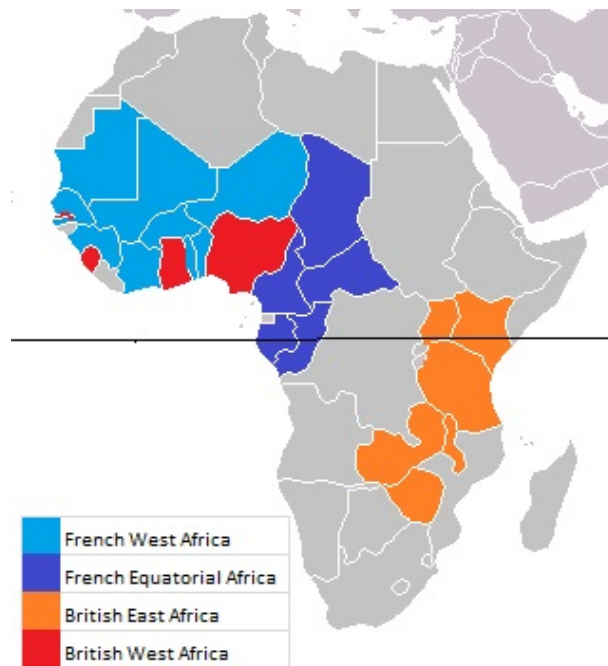 French West Africa
French Equatorial Africa
British East Africa
British West Africa